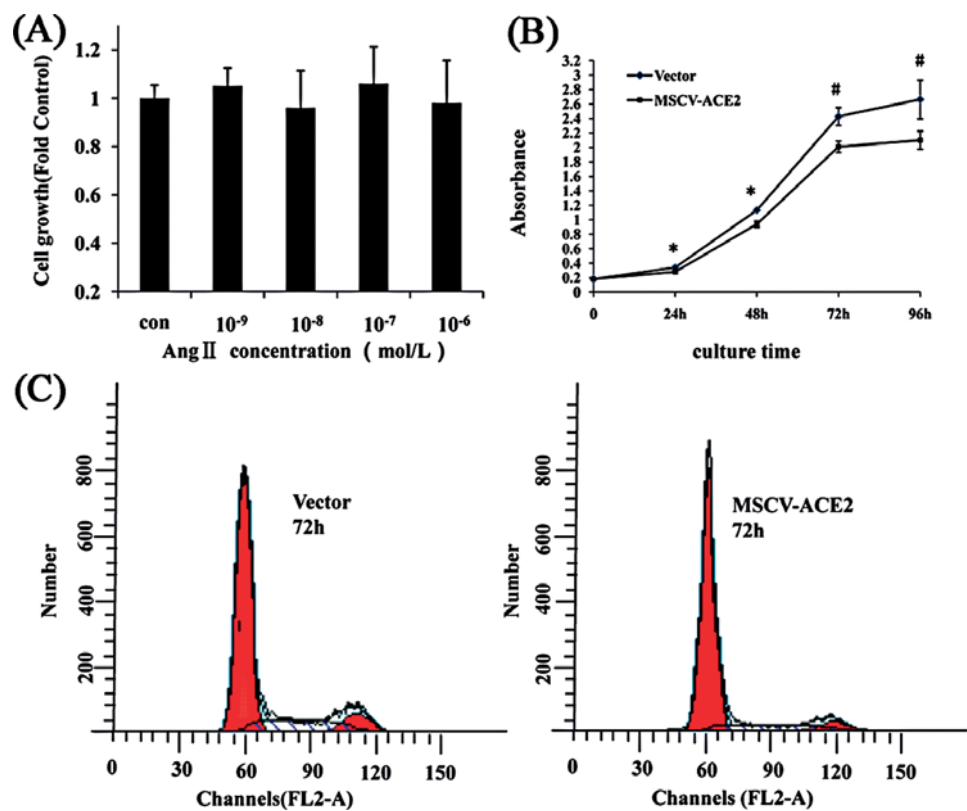 (A)
1.2
1
0.8
0.6
0.4
0.2
Cell growth(Fold Control)
con 10-9 10-8 10-7 10-6
Ang Ⅱ concentration ( mol/L )
(B)
3.2
3
2.8
2.6
2.4
2.2
2
1.8
1.6
1.4
1.2
1
0.8
0.6
0.4
0.2
0
Absorbance
Vector
MSCV-ACE2
*
*
#
#
0 24h 48h 72h 96h
culture time
(C)
800
600
400
200
Number
Vector
72h
0 30 60 90 120 150
Channels(FL2-A)
800
600
400
200
Number
MSCV-ACE2
72h
0 30 60 90 120 150
Channels (FL2-A)